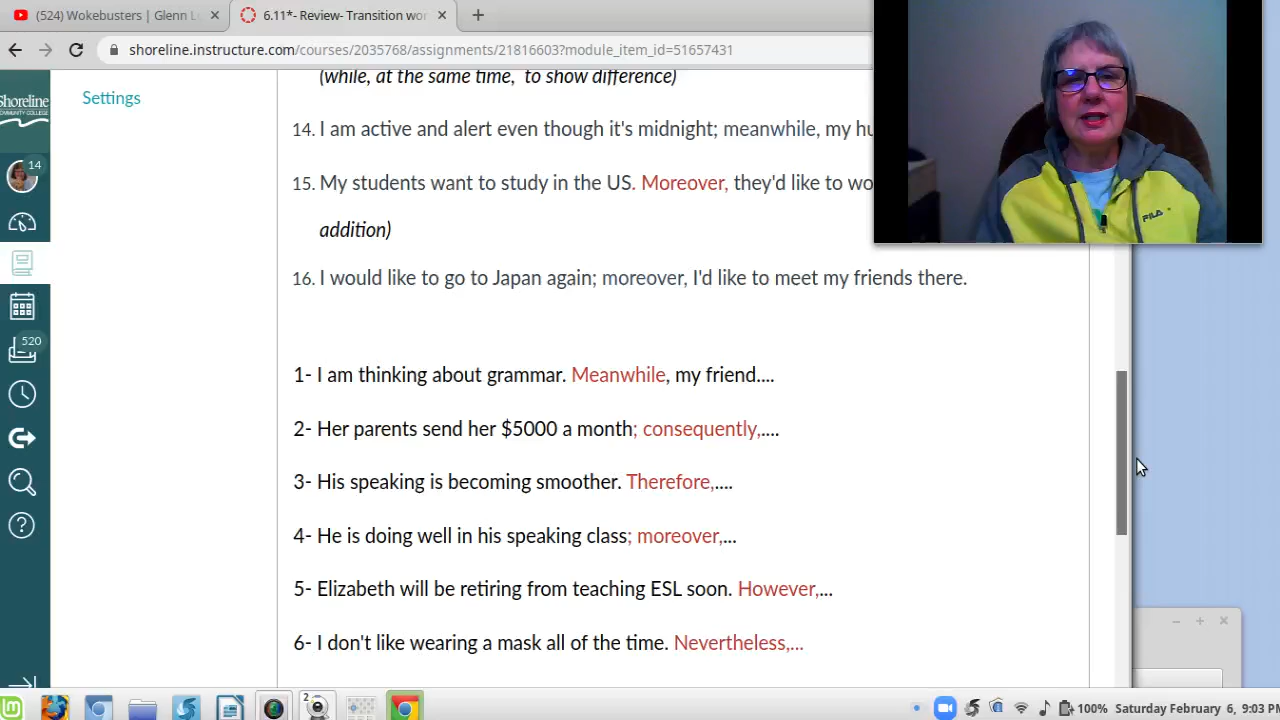 (524) Wokebusters | Glenn L
6.11*- Review- Transition wor
shoreline.instructure.com/courses/2035768/assignments/21816603?module_item_id=51657431
Shoreline
COMMUNITY COLLEGE
Settings
14
520
(while, at the same time, to show difference)
14. I am active and alert even though it's midnight; meanwhile, my hu
15. My students want to study in the US. Moreover, they'd like to wo
addition)
16. I would like to go to Japan again; moreover, I'd like to meet my friends there.
1- I am thinking about grammar. Meanwhile, my friend....
2- Her parents send her $5000 a month; consequently,....
3- His speaking is becoming smoother. Therefore,....
4- He is doing well in his speaking class; moreover,...
5- Elizabeth will be retiring from teaching ESL soon. However,...
6- I don't like wearing a mask all of the time. Nevertheless,...
FILA
2
100% Saturday February 6, 9:03 PM